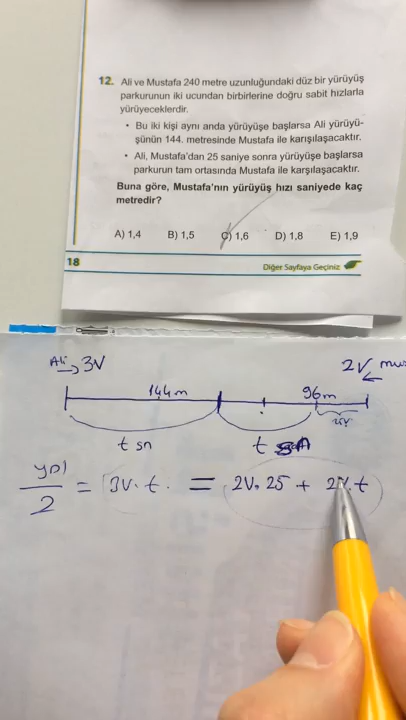 12. Ali ve Mustafa 240 metre uzunluğundaki düz bir yürüyüş
parkurunun iki ucundan birbirlerine doğru sabit hızlarla
yürüyeceklerdir.
• Bu iki kişi aynı anda yürüyüşe başlarsa Ali yürüyü-
şünün 144. metresinde Mustafa ile karşılaşacaktır.
• Ali, Mustafa'dan 25 saniye sonra yürüyüşe başlarsa
parkurun tam ortasında Mustafa ile karşılaşacaktır.
Buna göre, Mustafa'nın yürüyüş hızı saniyede kaç
metredir?
A) 1,4 B) 1,5 C) 1,6 D) 1,8 E) 1,9
18
Diğer Sayfaya Geçiniz
Ali 3V 2V mus
144m 96m
t sn t
yol/2 = 3V. t. = 2V. 25 + 2V. t